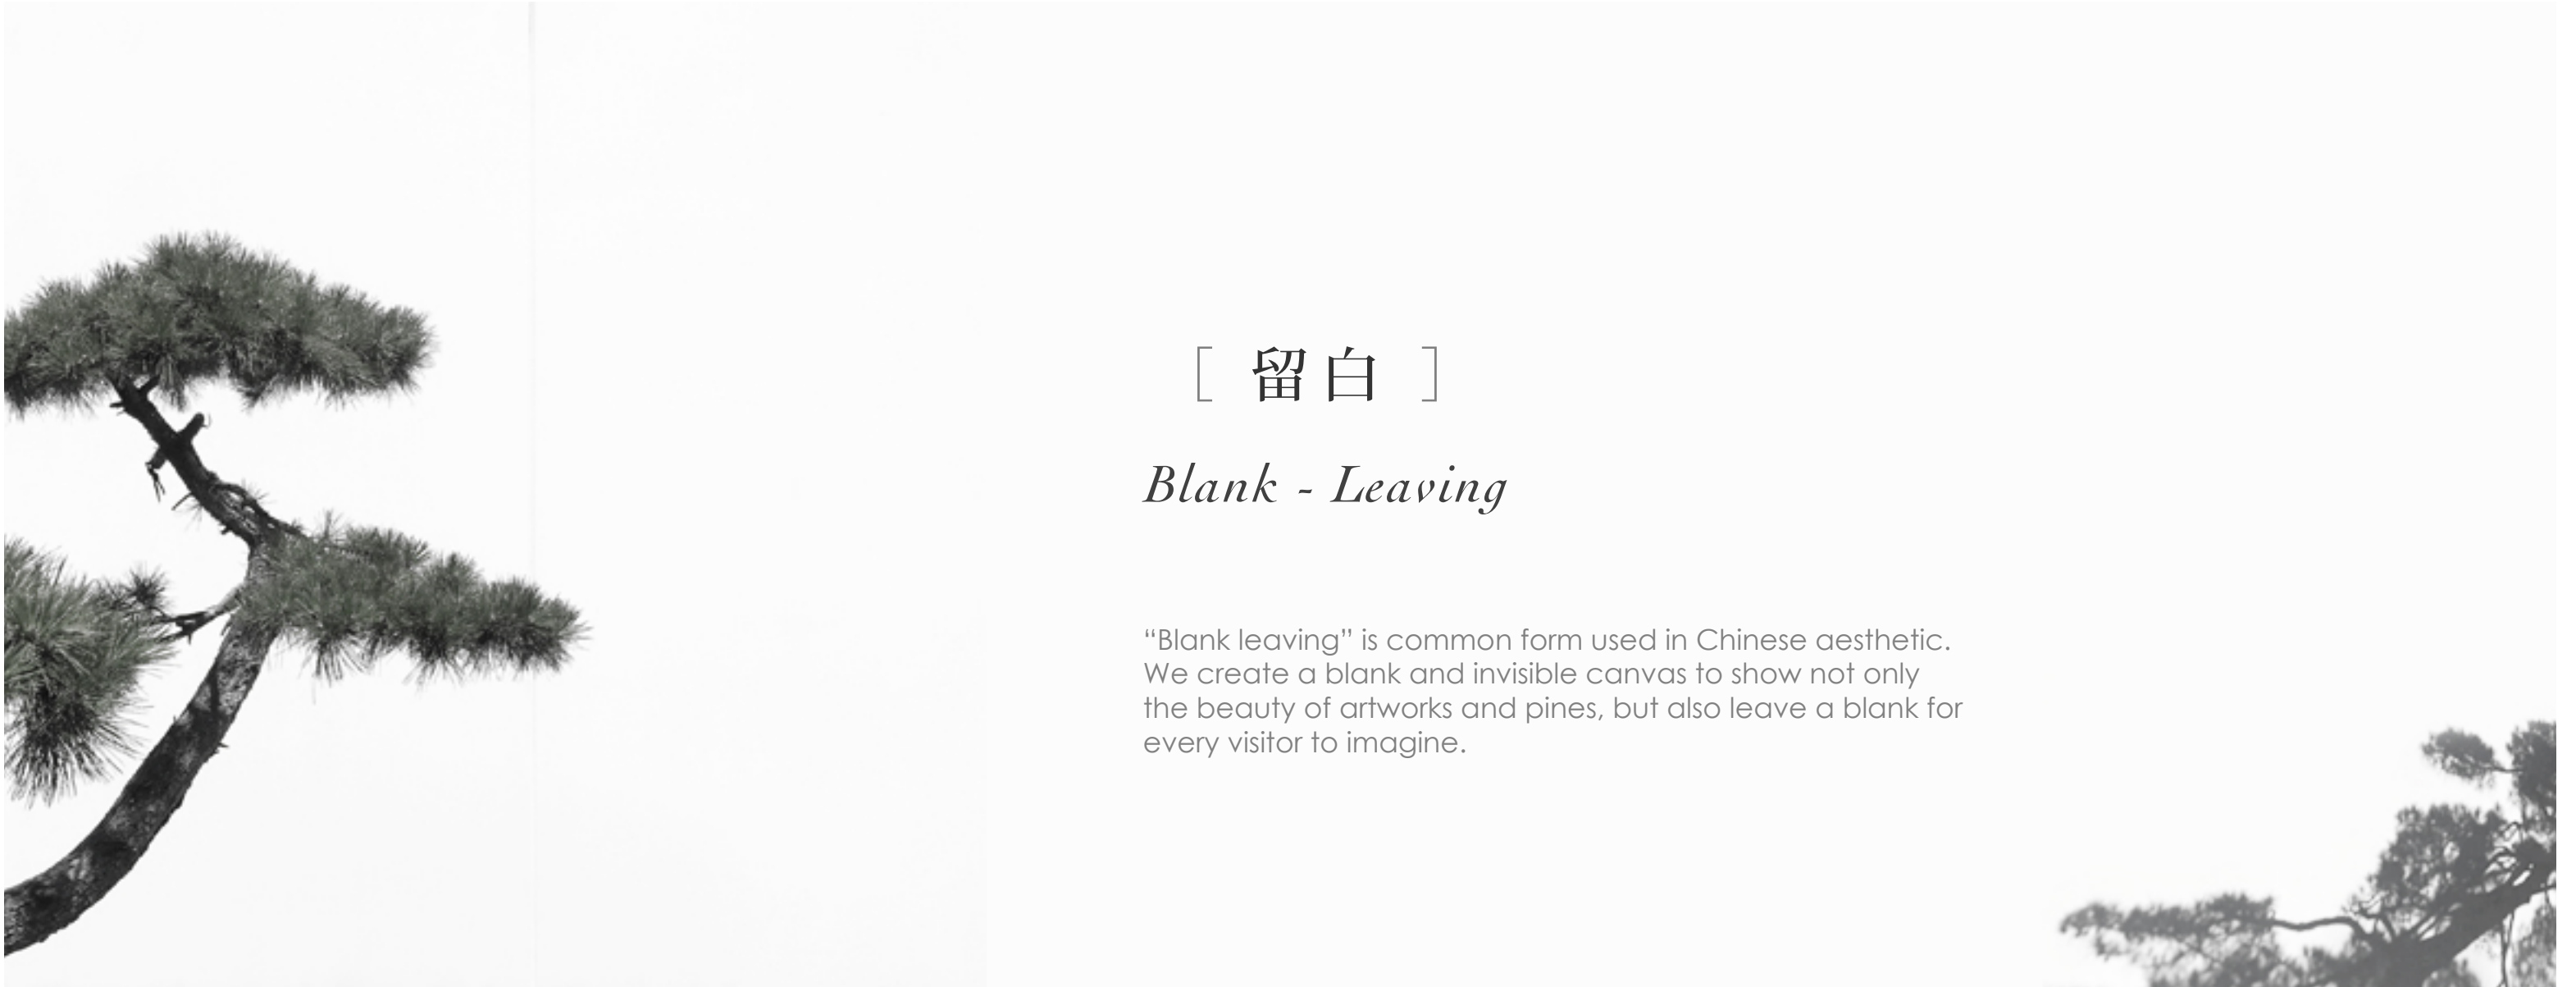 [ 留白 ]
Blank - Leaving
“Blank leaving” is common form used in Chinese aesthetic.
We create a blank and invisible canvas to show not only
the beauty of artworks and pines, but also leave a blank for
every visitor to imagine.